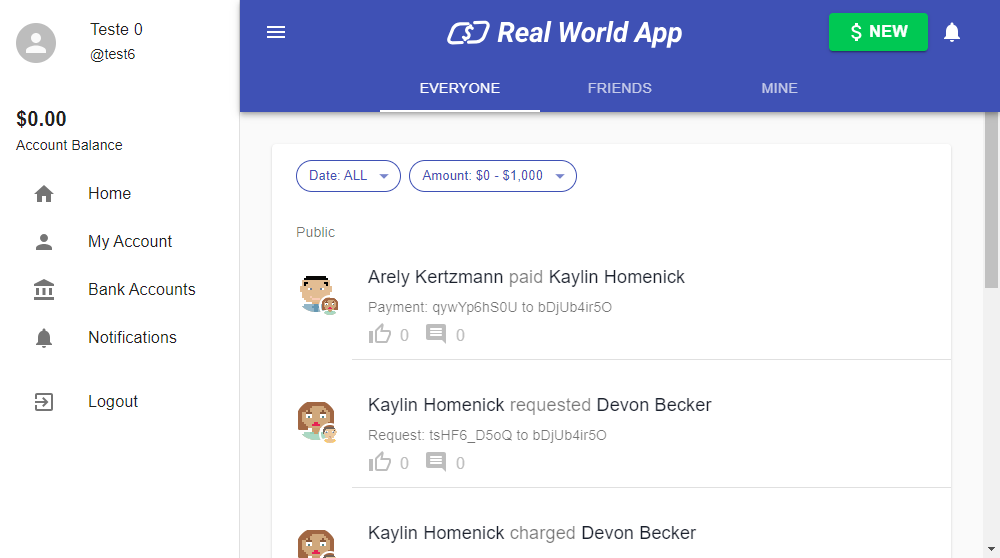 Teste 0
@test6
$0.00
Account Balance
Home
My Account
Bank Accounts
Notifications
Logout
Real World App
$ NEW
EVERYONE FRIENDS MINE
Date: ALL Amount: $0 - $1,000
Public
Arely Kertzmann paid Kaylin Homenick
Payment: qywYp6hS0U to bDjUb4ir5O
0 0
Kaylin Homenick requested Devon Becker
Request: tsHF6_D5oQ to bDjUb4ir5O
0 0
Kaylin Homenick charged Devon Becker